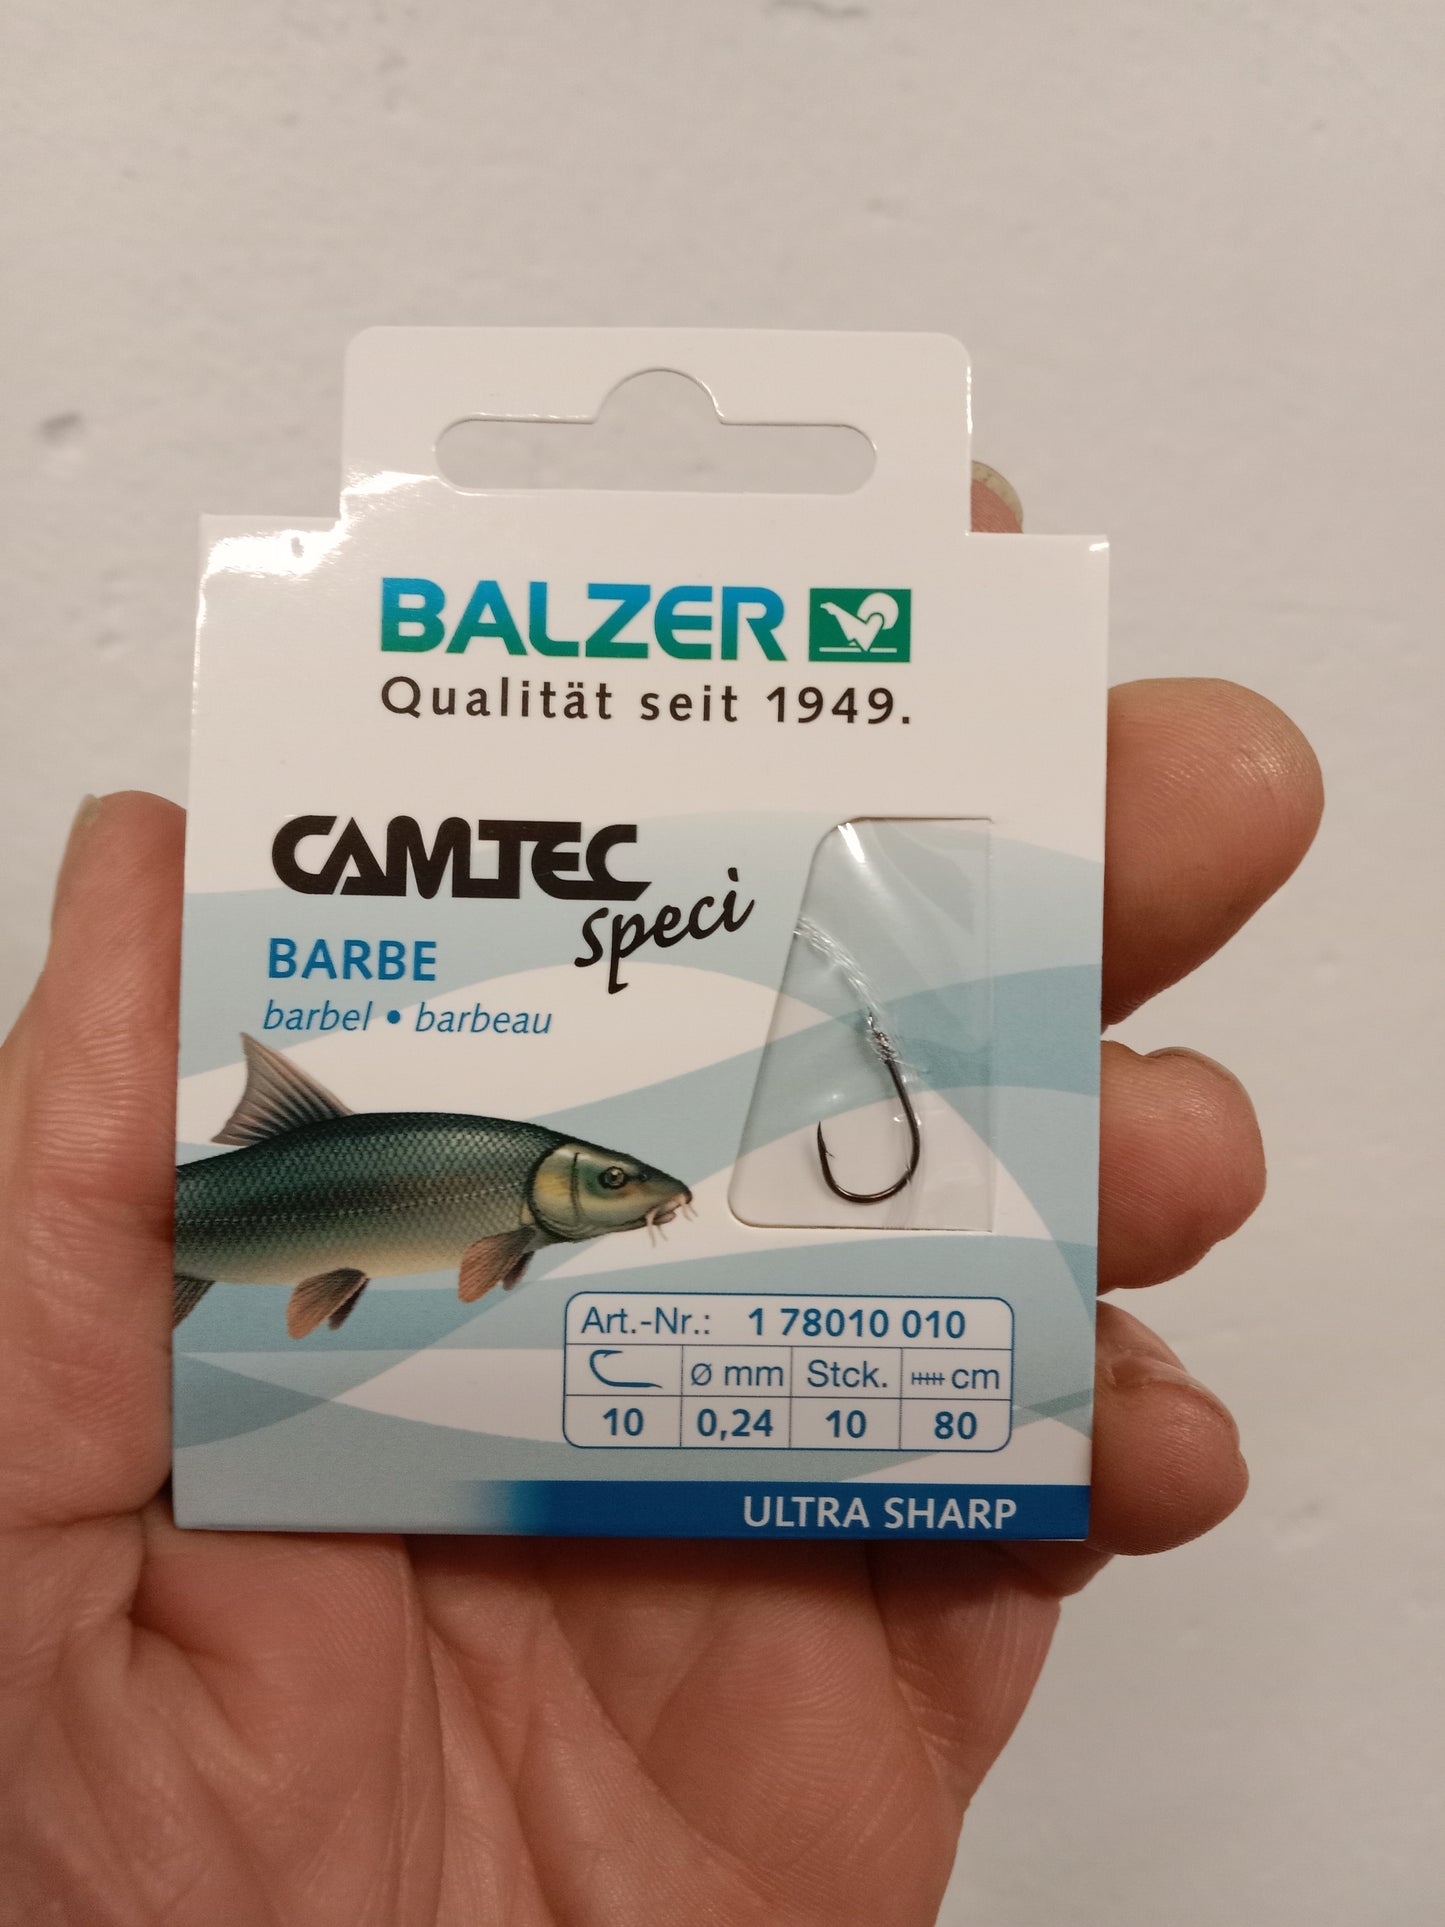 BALZER
Qualität seit 1949.
CAMTEC
speci
BARBE
barbel • barbeau
Art.-Nr.: 1 78010 010
ø mm Stck. cm
10 0,24 10 80
ULTRA SHARP